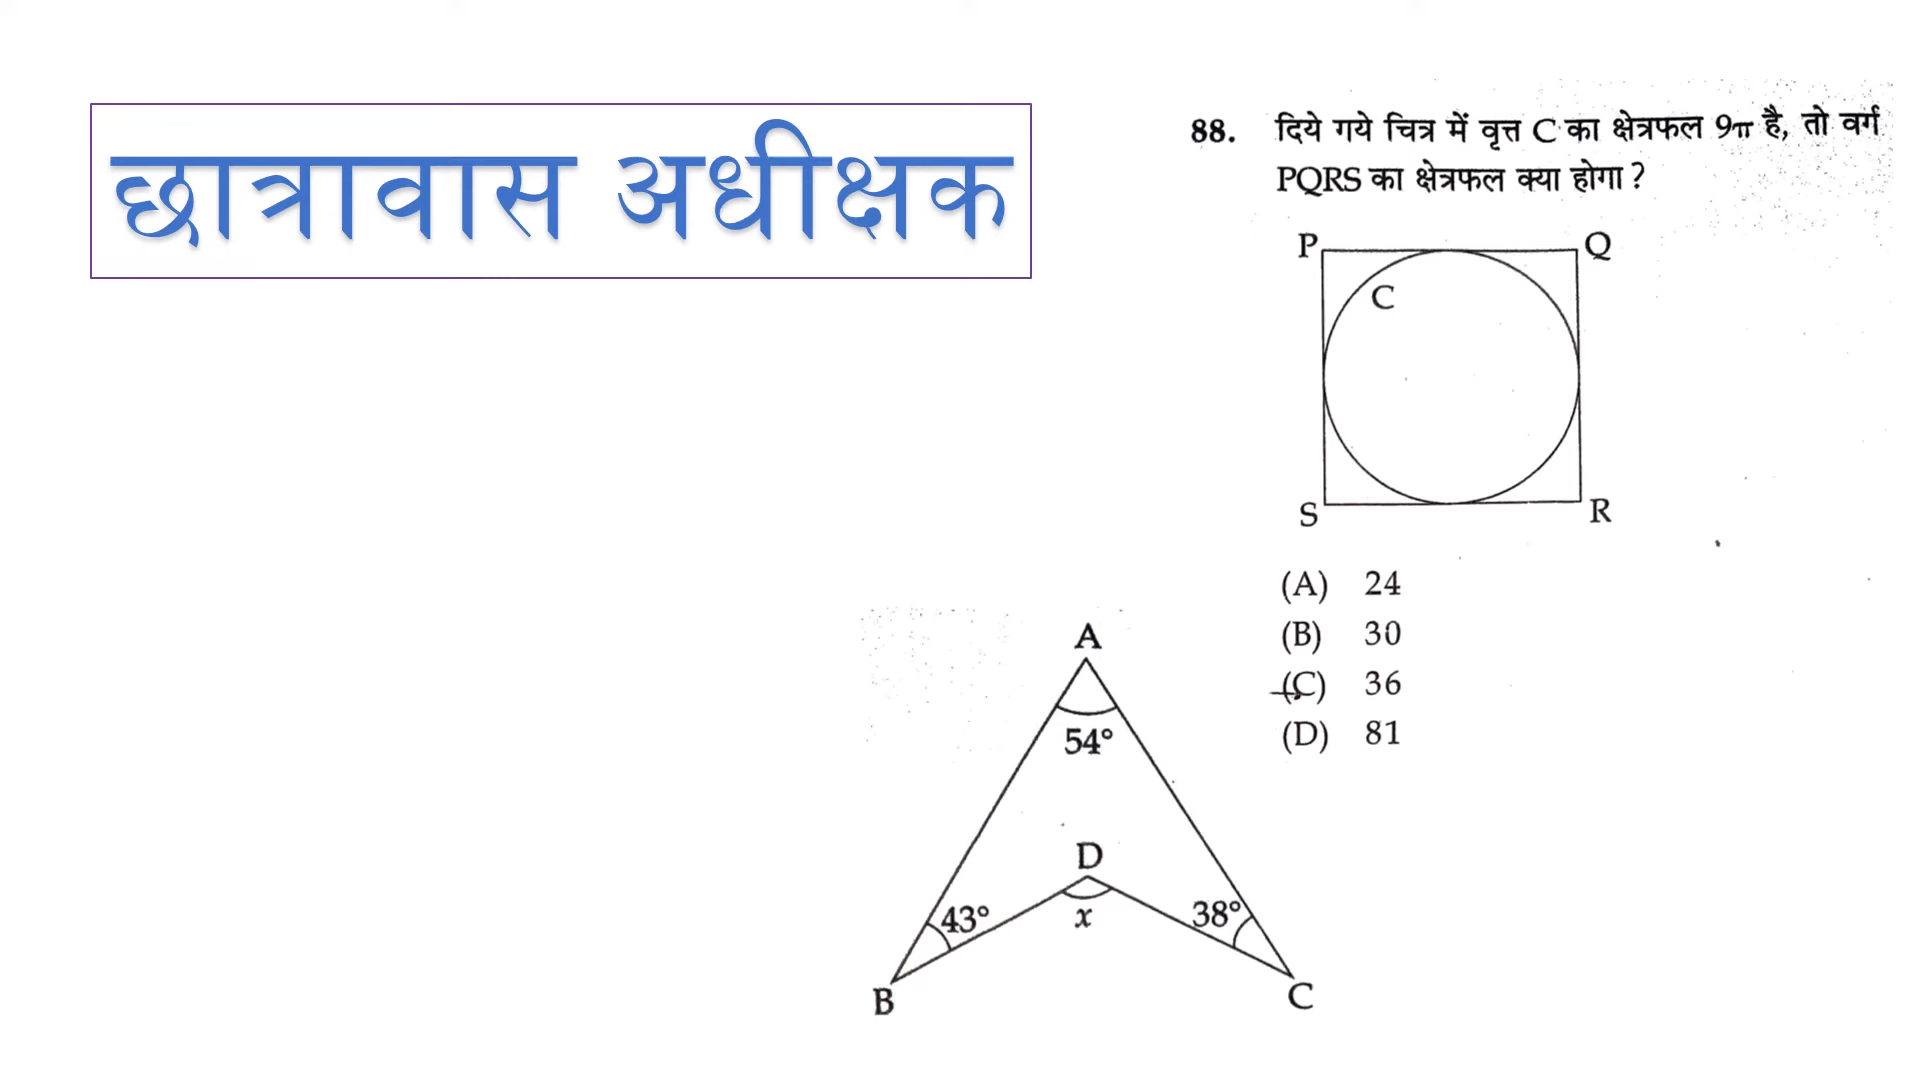 छात्रावास अधीक्षक
88. दिये गये चित्र में वृत्त C का क्षेत्रफल 9π है, तो वर्ग
PQRS का क्षेत्रफल क्या होगा ?
P Q
C
S R
(A) 24
(B) 30
(C) 36
(D) 81
A
54°
D
43° x 38°
B C